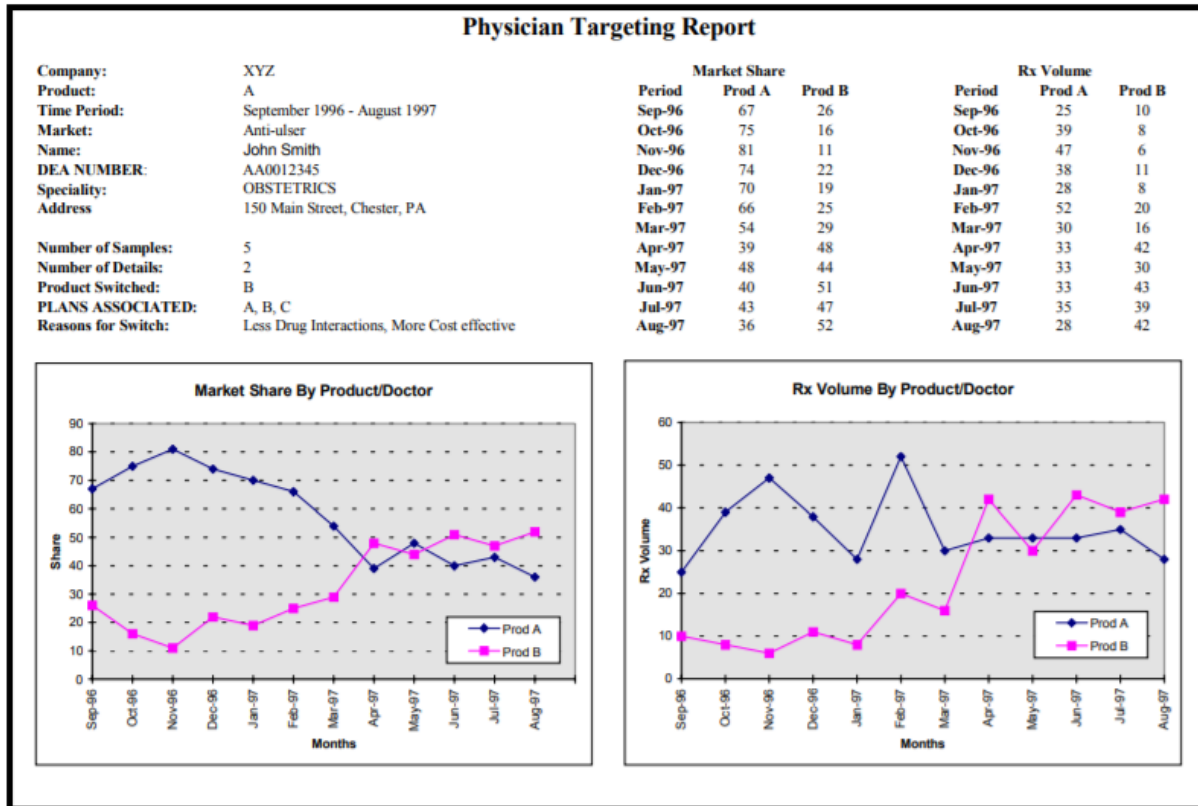 Physician Targeting Report
Company: XYZ
Product: A
Time Period: September 1996 - August 1997
Market: Anti-ulser
Name: John Smith
DEA NUMBER: AA0012345
Speciality: OBSTETRICS
Address 150 Main Street, Chester, PA
Number of Samples: 5
Number of Details: 2
Product Switched: B
PLANS ASSOCIATED: A, B, C
Reasons for Switch: Less Drug Interactions, More Cost effective
Market Share
Period Prod A Prod B
Sep-96 67 26
Oct-96 75 16
Nov-96 81 11
Dec-96 74 22
Jan-97 70 19
Feb-97 66 25
Mar-97 54 29
Apr-97 39 48
May-97 48 44
Jun-97 40 51
Jul-97 43 47
Aug-97 36 52
Rx Volume
Period Prod A Prod B
Sep-96 25 10
Oct-96 39 8
Nov-96 47 6
Dec-96 38 11
Jan-97 28 8
Feb-97 52 20
Mar-97 30 16
Apr-97 33 42
May-97 33 30
Jun-97 33 43
Jul-97 35 39
Aug-97 28 42
Market Share By Product/Doctor
Share
90
80
70
60
50
40
30
20
10
0
Prod A
Prod B
Sep-96
Oct-96
Nov-96
Dec-96
Jan-97
Feb-97
Mar-97
Apr-97
May-97
Jun-97
Jul-97
Aug-97
Months
Rx Volume By Product/Doctor
Rx Volume
60
50
40
30
20
10
0
Prod A
Prod B
Sep-96
Oct-96
Nov-96
Dec-96
Jan-97
Feb-97
Mar-97
Apr-97
May-97
Jun-97
Jul-97
Aug-97
Months